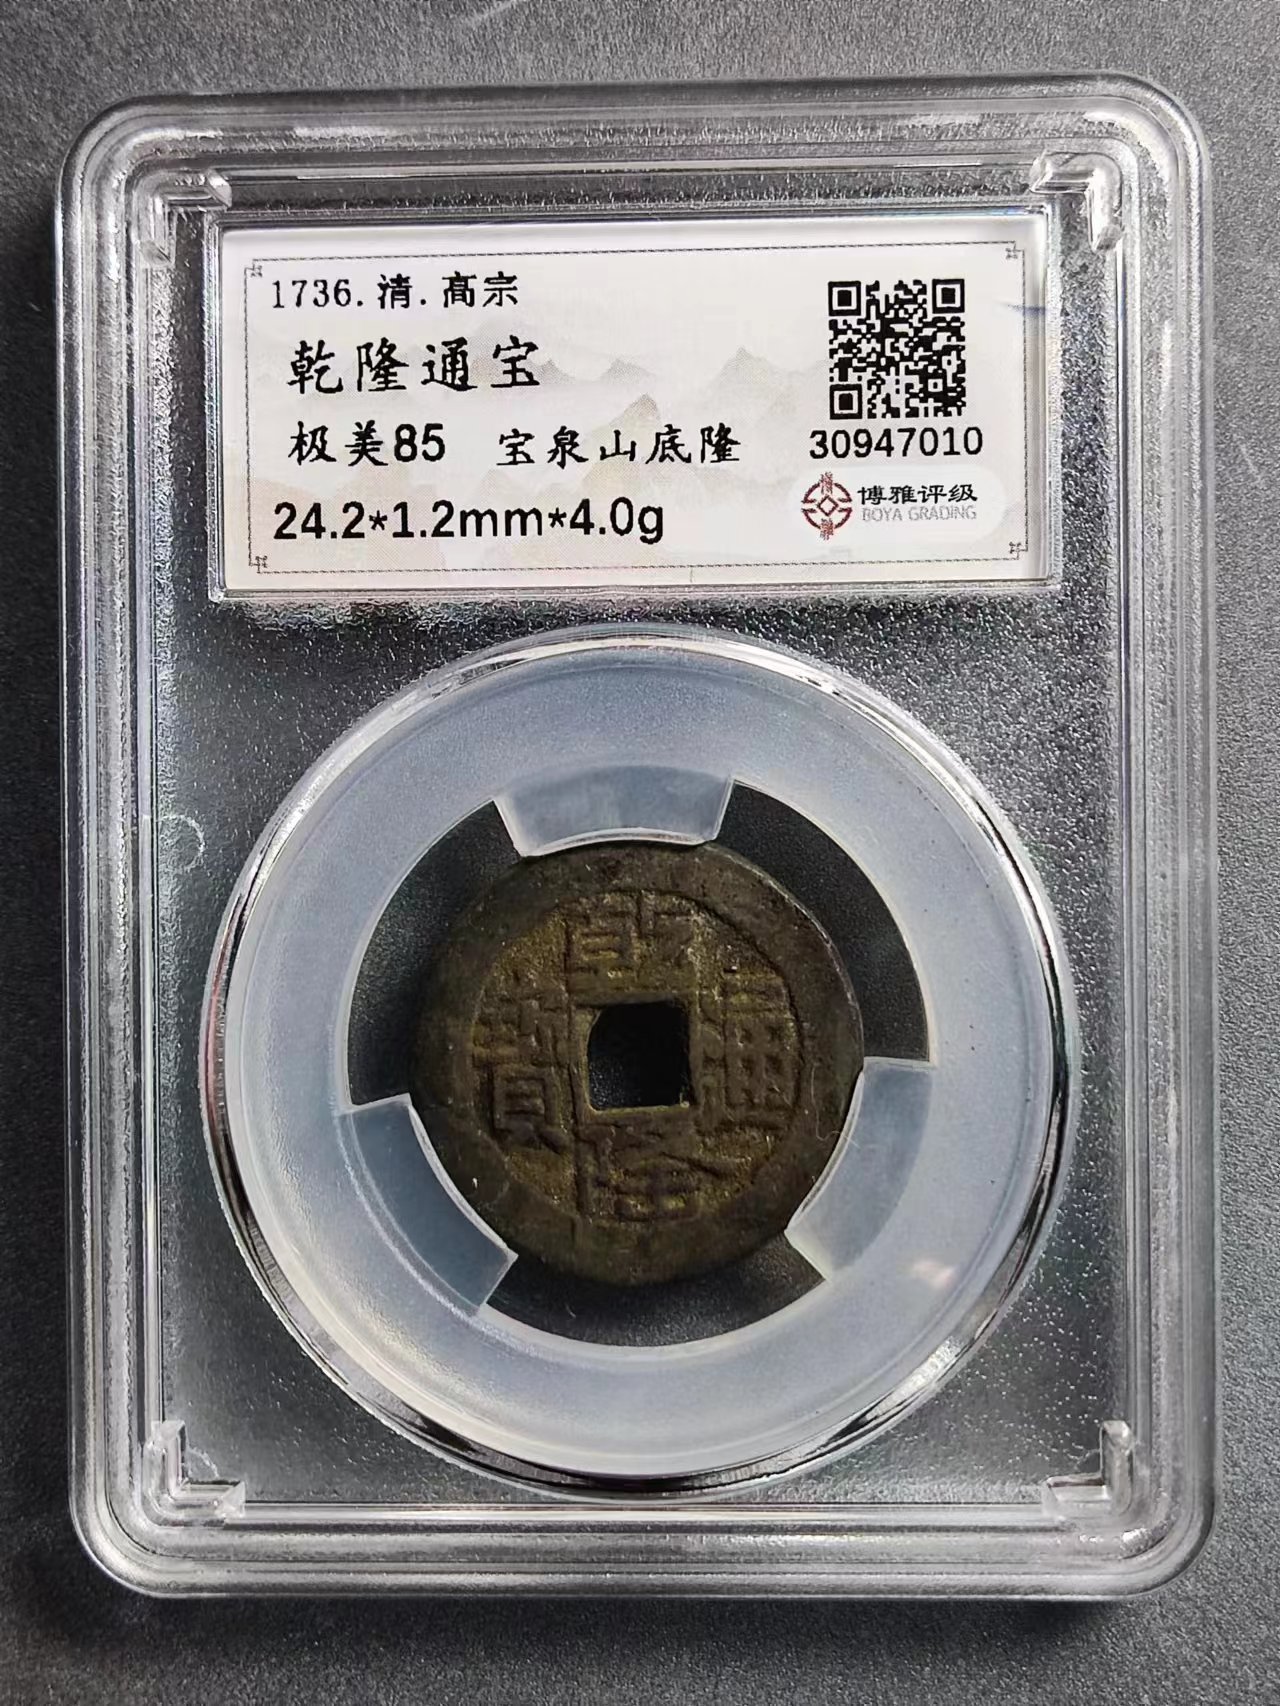 1736.清.高宗
乾隆通宝
极美85 宝泉山底隆
24.2*1.2mm*4.0g
30947010
博雅评级
BOYA GRADING
乾
寶 通
隆